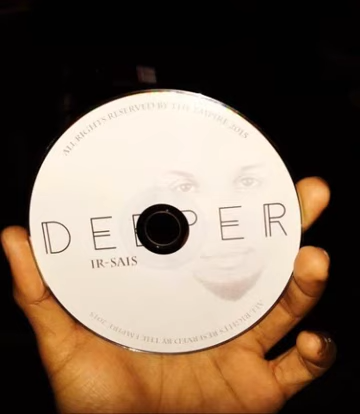 ALL RIGHTS RESERVED BY THE EMPIRE 2015
DEEPER
IR-SAIS
ALL RIGHTS RESERVED BY THE EMPIRE 2015